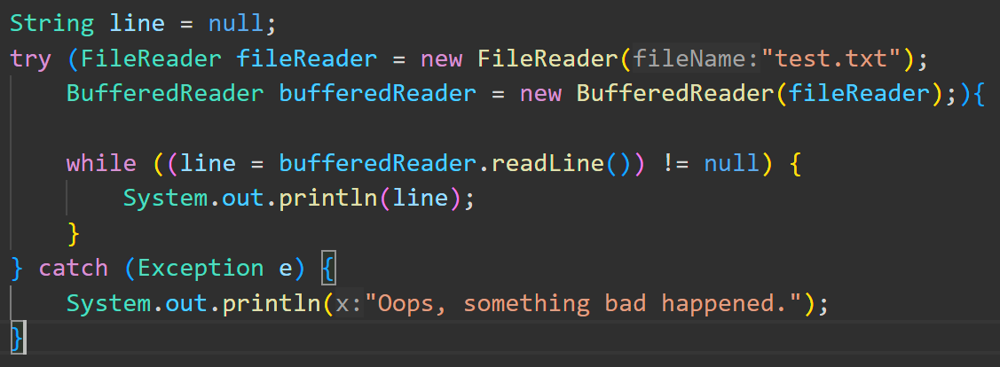 String line = null;
try (FileReader fileReader = new FileReader(fileName:"test.txt");
    BufferedReader bufferedReader = new BufferedReader(fileReader);){

    while ((line = bufferedReader.readLine()) != null) {
        System.out.println(line);
    }
} catch (Exception e) {
    System.out.println(x:"Oops, something bad happened.");
}